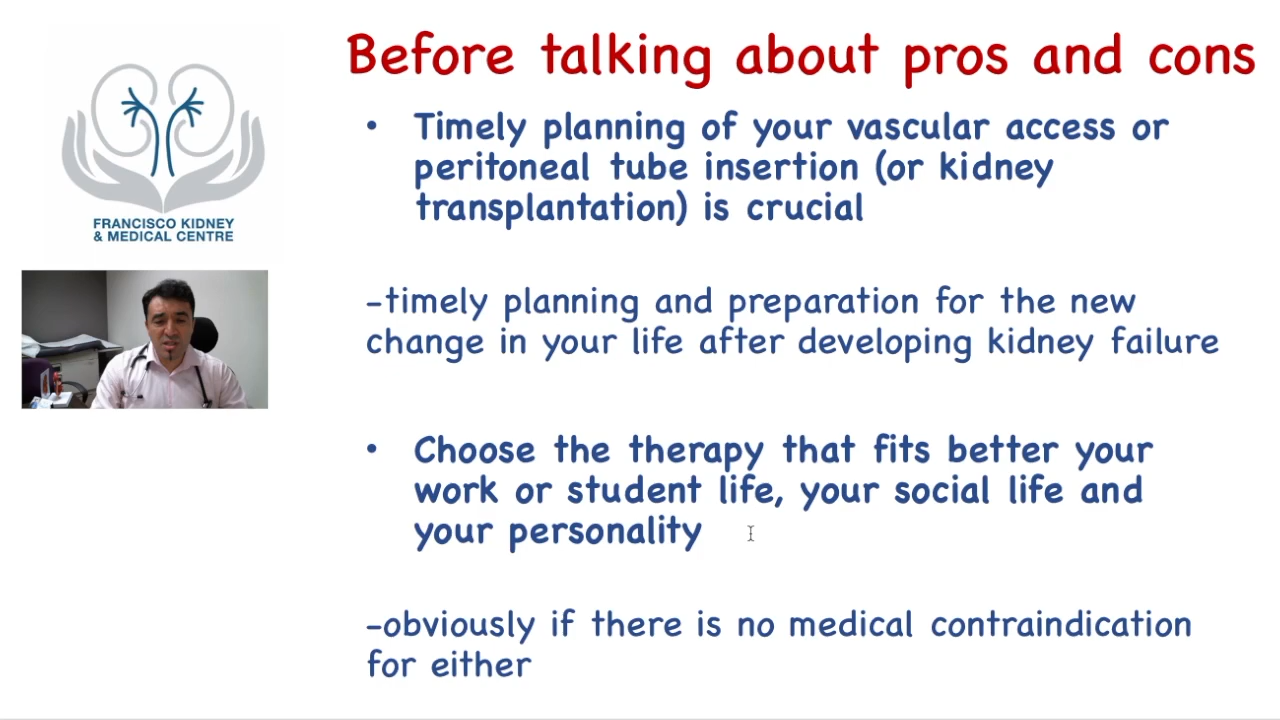 Before talking about pros and cons
• Timely planning of your vascular access or
peritoneal tube insertion (or kidney
transplantation) is crucial
-timely planning and preparation for the new
change in your life after developing kidney failure
• Choose the therapy that fits better your
work or student life, your social life and
your personality
-obviously if there is no medical contraindication
for either
FRANCISCO KIDNEY
& MEDICAL CENTRE